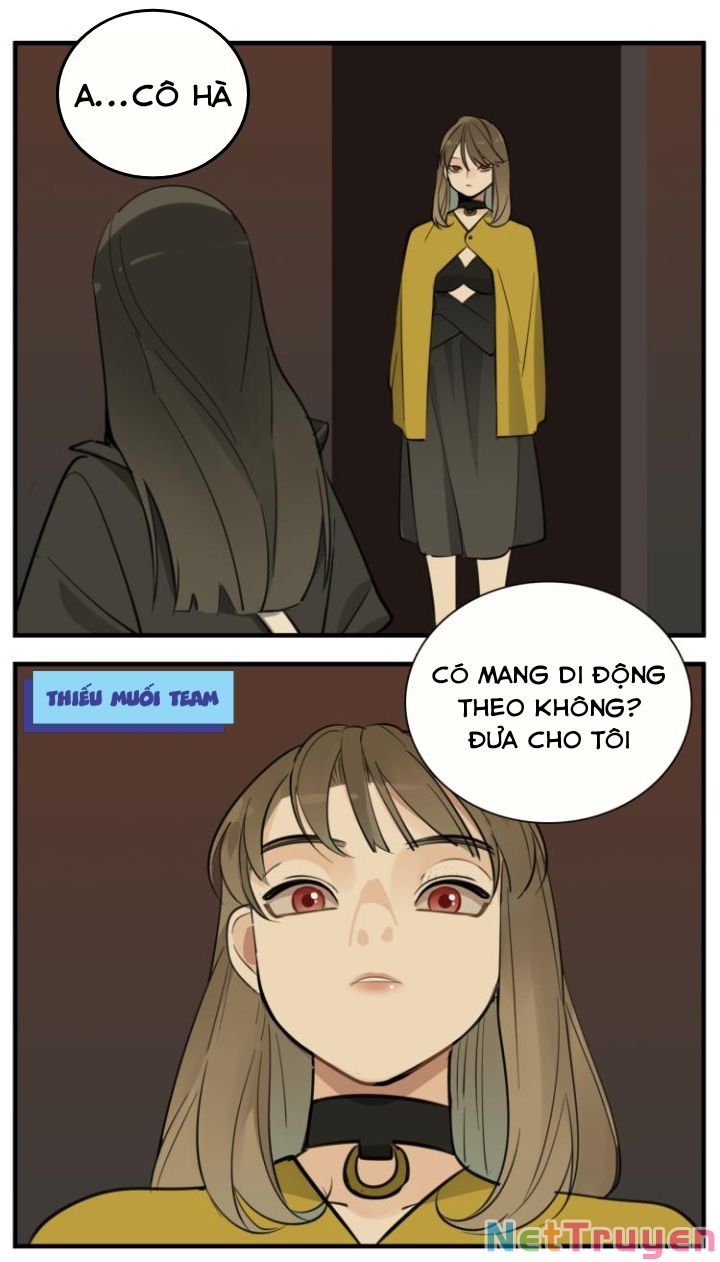 A...CÔ HÀ
THIẾU MUỐI TEAM
CÓ MANG DI ĐỘNG
THEO KHÔNG?
ĐƯA CHO TÔI
NETTRUYEN